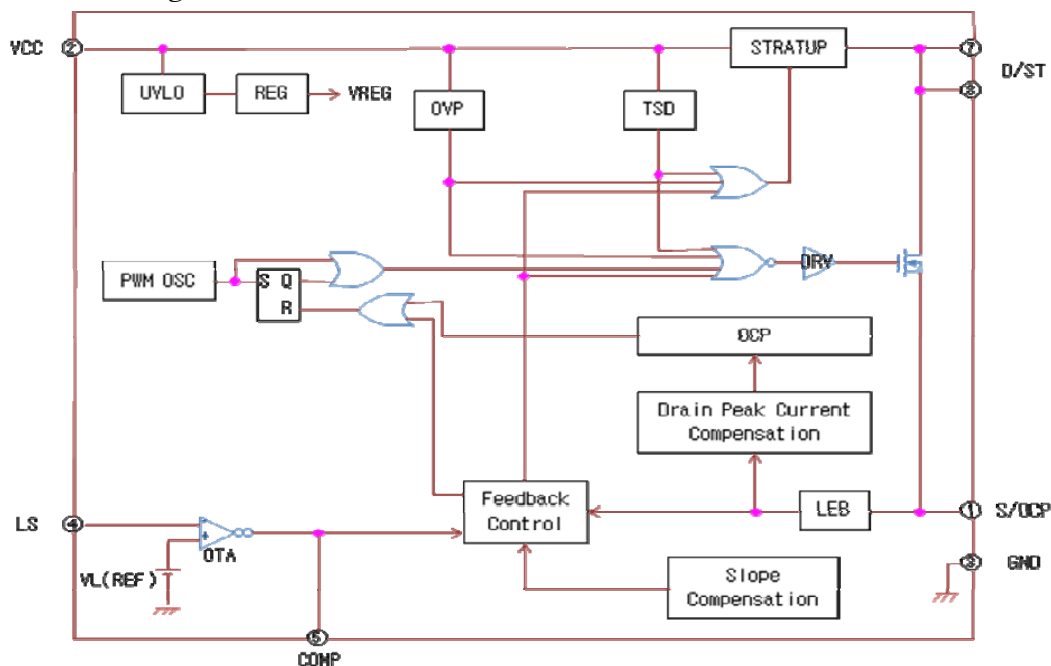 VCC
2
STRATUP
7
D/ST
8
UVLO
REG
VREG
OVP
TSD
PWM OSC
S Q
R
DRV
OCP
Drain Peak Current
Compensation
Feedback
Control
LEB
1
S/OCP
LS
4
OTA
VL(REF)
3
GND
Slope
Compensation
5
COMP